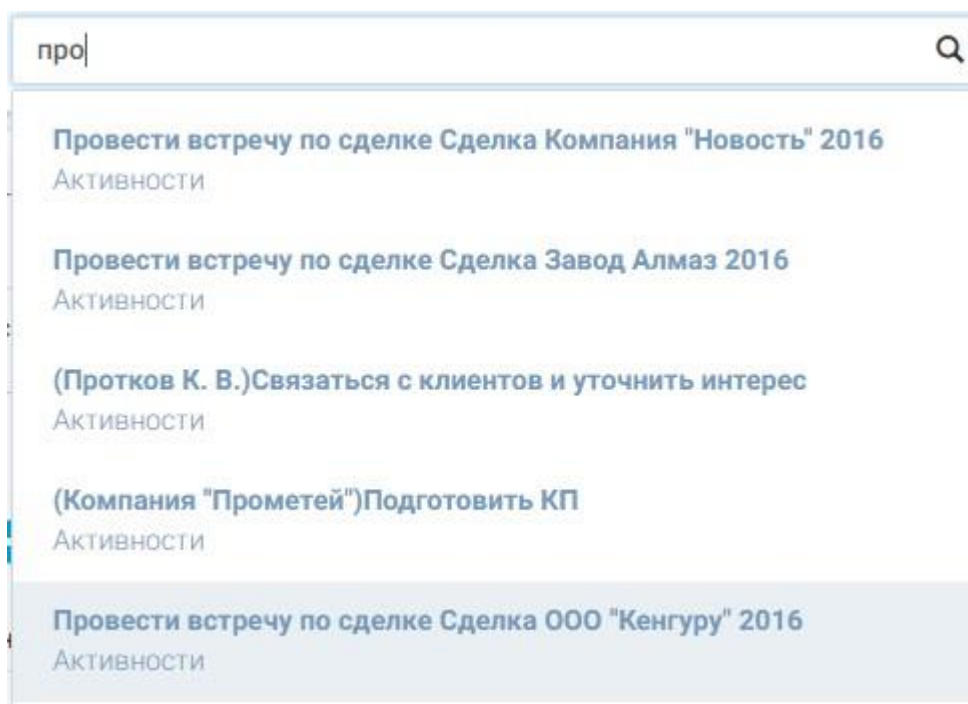 про
Провести встречу по сделке Сделка Компания "Новость" 2016
Активности
Провести встречу по сделке Сделка Завод Алмаз 2016
Активности
(Протков К. В.)Связаться с клиентов и уточнить интерес
Активности
(Компания "Прометей")Подготовить КП
Активности
Провести встречу по сделке Сделка ООО "Кенгуру" 2016
Активности